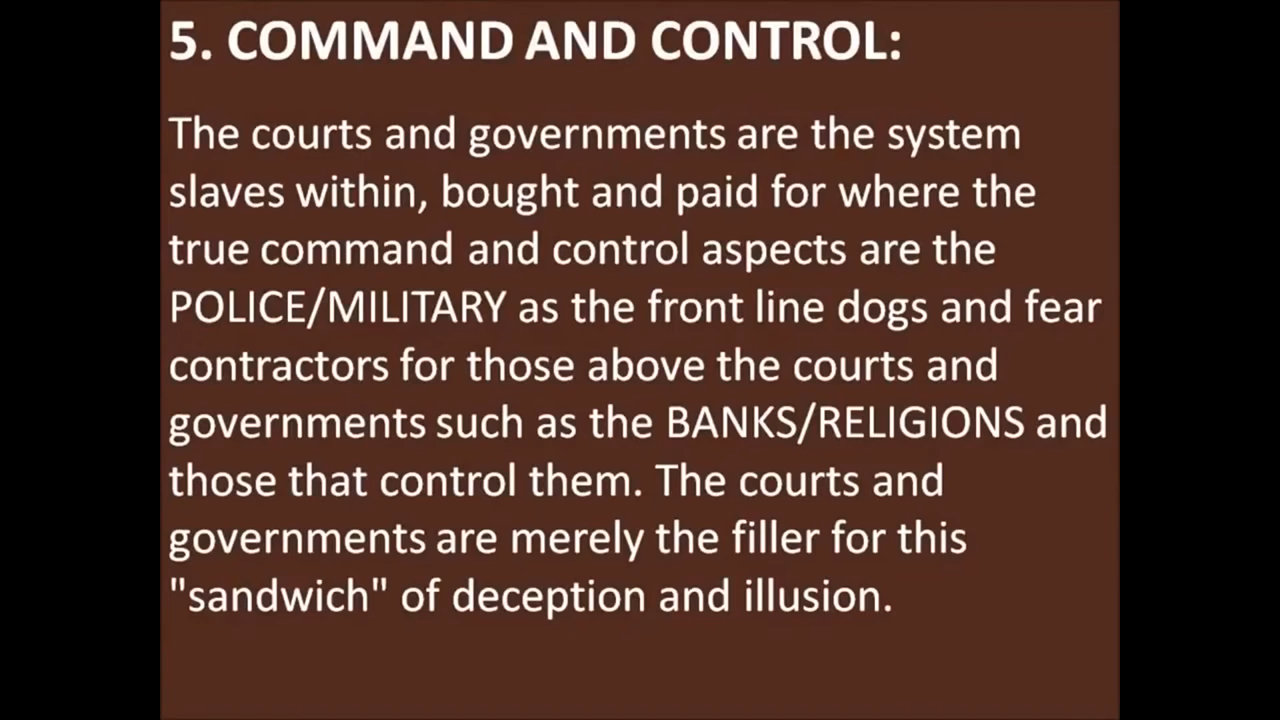 5. COMMAND AND CONTROL:
The courts and governments are the system
slaves within, bought and paid for where the
true command and control aspects are the
POLICE/MILITARY as the front line dogs and fear
contractors for those above the courts and
governments such as the BANKS/RELIGIONS and
those that control them. The courts and
governments are merely the filler for this
"sandwich" of deception and illusion.